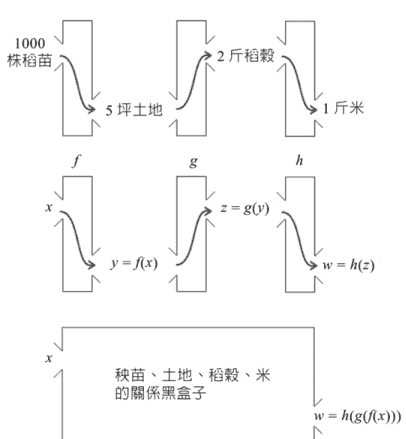 1000
株稻苗
5 坪土地
2 斤稻穀
1 斤米
f
g
h
x
y = f(x)
z = g(y)
w = h(z)
x
秧苗、土地、稻穀、米
的關係黑盒子
w = h(g(f(x)))